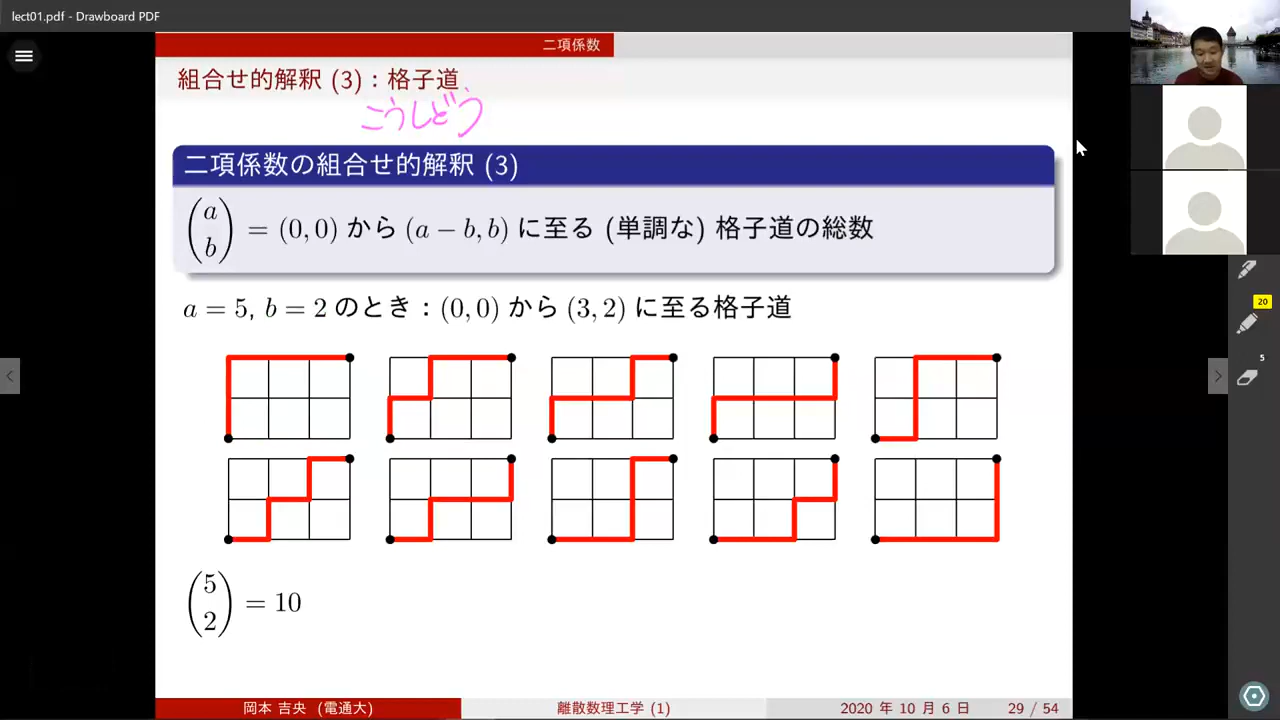 lect01.pdf - Drawboard PDF
二項係数
組合せ的解釈 (3) : 格子道
こうしどう
二項係数の組合せ的解釈 (3)
(a b) = (0, 0) から (a − b, b) に至る (単調な) 格子道の総数
a = 5, b = 2 のとき : (0, 0) から (3, 2) に至る格子道
(5 2) = 10
20
5
岡本 吉央 (電通大)
離散数理工学 (1)
2020 年 10 月 6 日
29 / 54